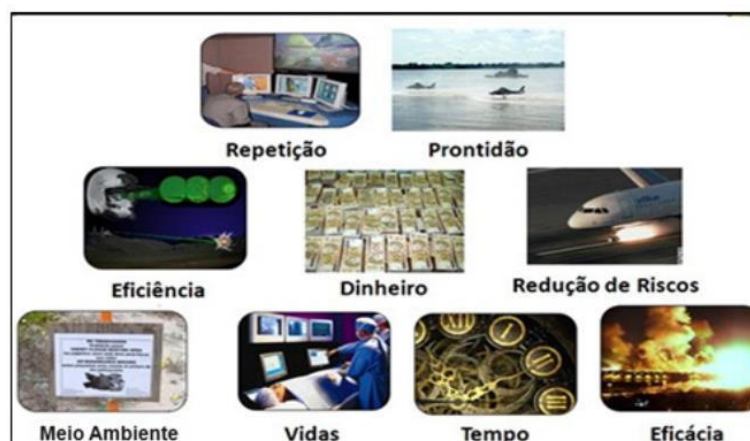 Repetição
Prontidão
Eficiência
Dinheiro
Redução de Riscos
Meio Ambiente
Vidas
Tempo
Eficácia